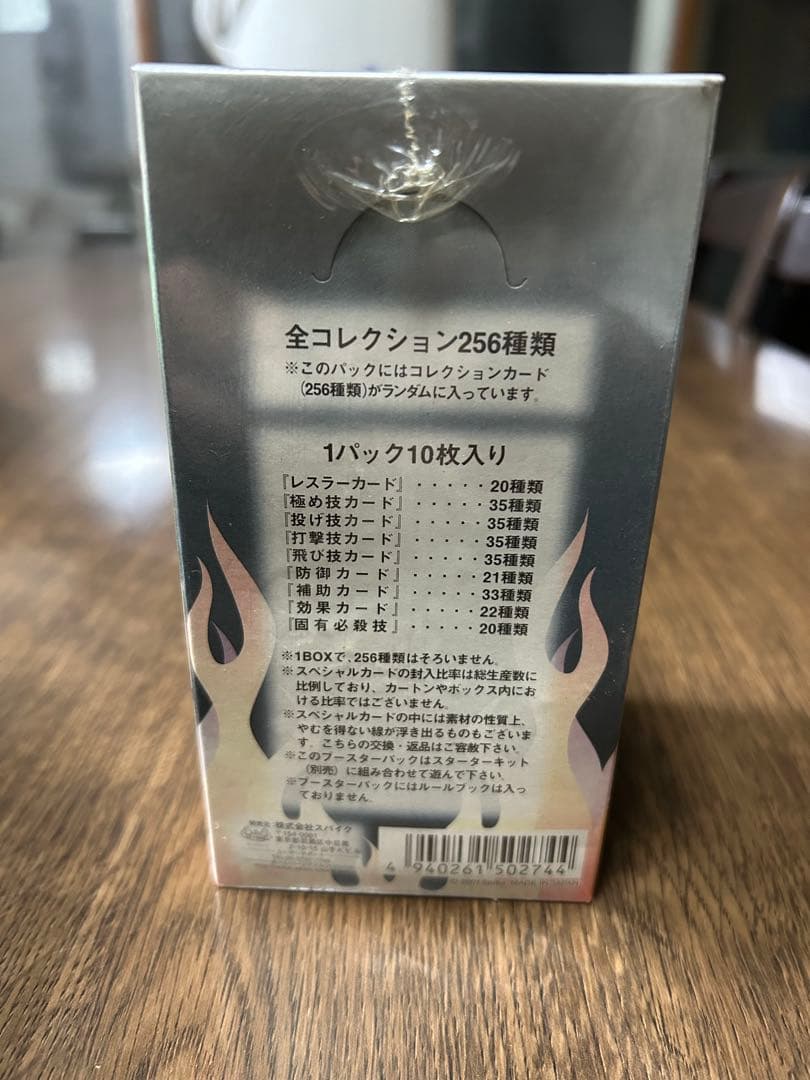 全コレクション256種類
※このパックにはコレクションカード
(256種類)がランダムに入っています。
1パック10枚入り
『レスラーカード』・・・・・20種類
『極め技カード』・・・・・35種類
『投げ技カード』・・・・・35種類
『打撃技カード』・・・・・35種類
『飛び技カード』・・・・・35種類
『防御カード』・・・・・21種類
『補助カード』・・・・・33種類
『効果カード』・・・・・22種類
『固有必殺技』・・・・・20種類
※1BOXで、256種類はそろいません。
※スペシャルカードの封入比率は総生産数に
比例しており、カートンやボックス内にお
ける比率ではございません。
※スペシャルカードの中には素材の性質上、
やむを得ない線が浮き出るものもございま
す。こちらの交換・返品はご容赦下さい。
※このブースターパックはスターターキット
(別売)に組み合わせて遊んで下さい。
※ブースターパックにはルールブックは入っ
ておりません。
株式会社スパイク
4 940261 502744
MADE IN JAPAN